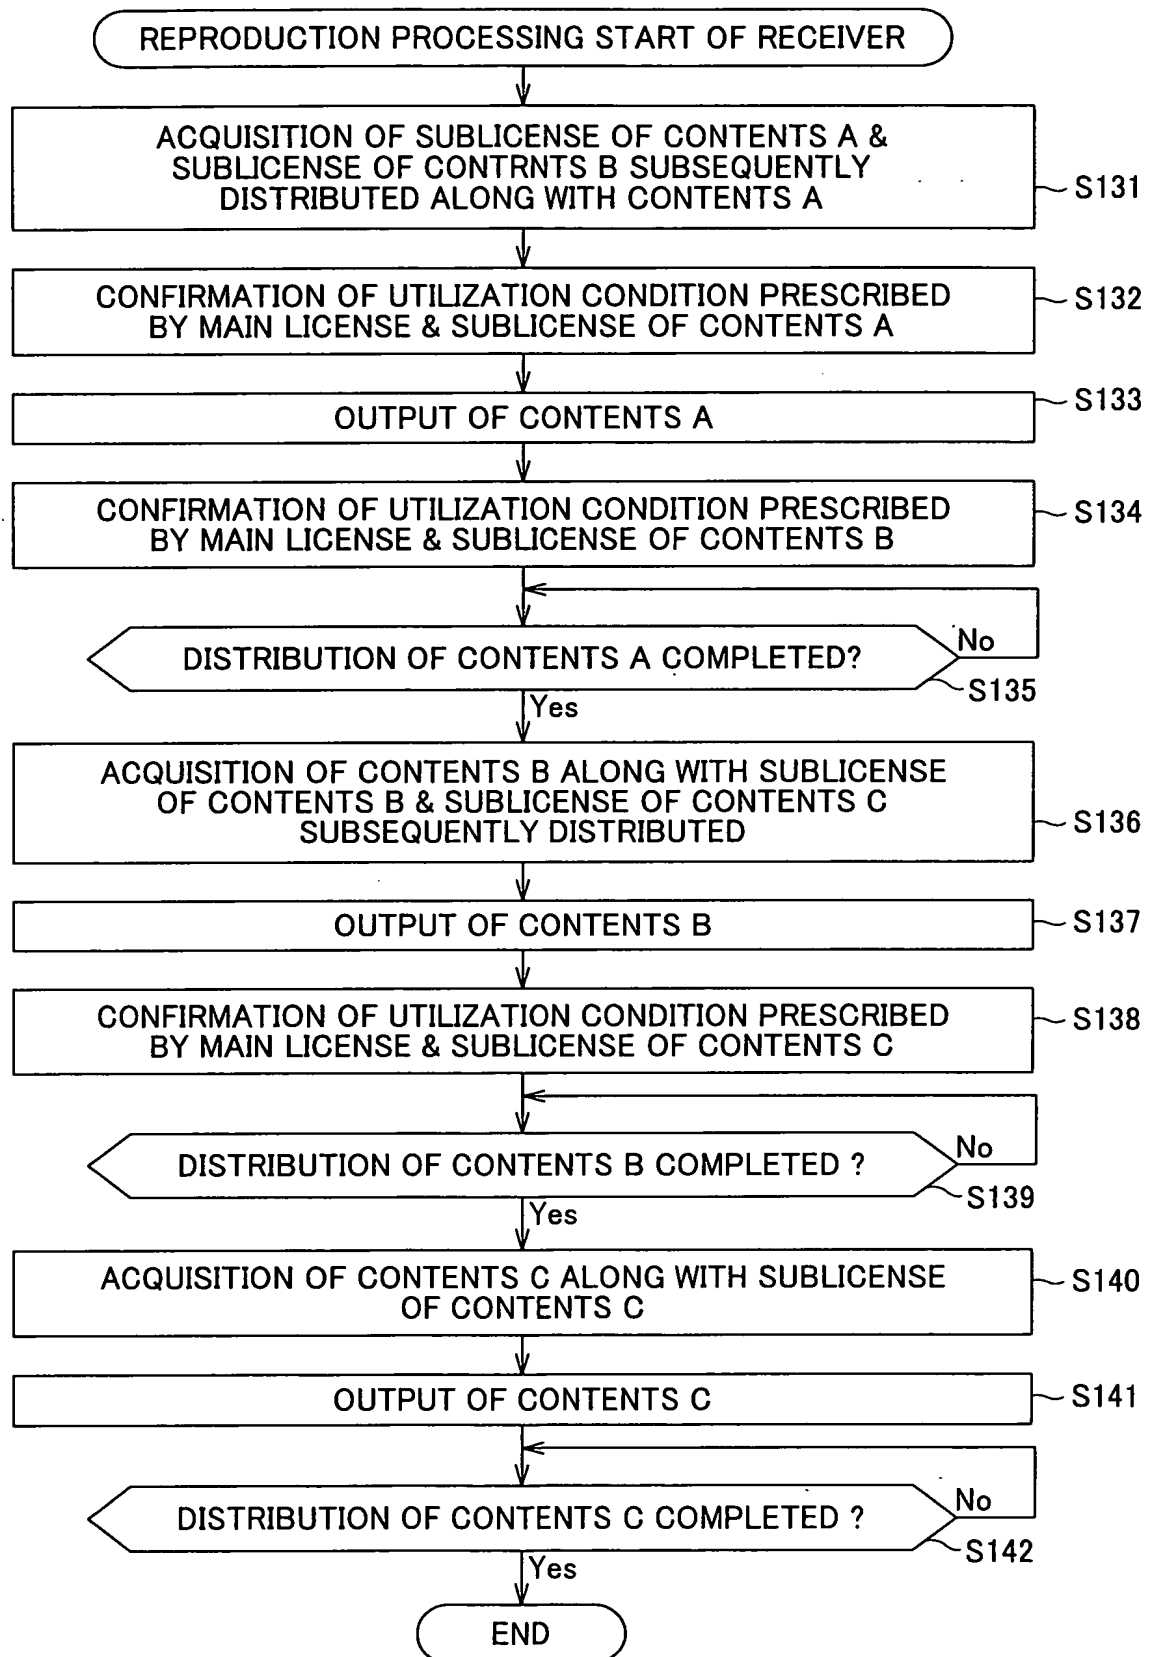 REPRODUCTION PROCESSING START OF RECEIVER
ACQUISITION OF SUBLICENSE OF CONTENTS A &
SUBLICENSE OF CONTRNTS B SUBSEQUENTLY
DISTRIBUTED ALONG WITH CONTENTS A
S131
CONFIRMATION OF UTILIZATION CONDITION PRESCRIBED
BY MAIN LICENSE & SUBLICENSE OF CONTENTS A
S132
OUTPUT OF CONTENTS A
S133
CONFIRMATION OF UTILIZATION CONDITION PRESCRIBED
BY MAIN LICENSE & SUBLICENSE OF CONTENTS B
S134
DISTRIBUTION OF CONTENTS A COMPLETED?
No
S135
Yes
ACQUISITION OF CONTENTS B ALONG WITH SUBLICENSE
OF CONTENTS B & SUBLICENSE OF CONTENTS C
SUBSEQUENTLY DISTRIBUTED
S136
OUTPUT OF CONTENTS B
S137
CONFIRMATION OF UTILIZATION CONDITION PRESCRIBED
BY MAIN LICENSE & SUBLICENSE OF CONTENTS C
S138
DISTRIBUTION OF CONTENTS B COMPLETED ?
No
S139
Yes
ACQUISITION OF CONTENTS C ALONG WITH SUBLICENSE
OF CONTENTS C
S140
OUTPUT OF CONTENTS C
S141
DISTRIBUTION OF CONTENTS C COMPLETED ?
No
S142
Yes
END